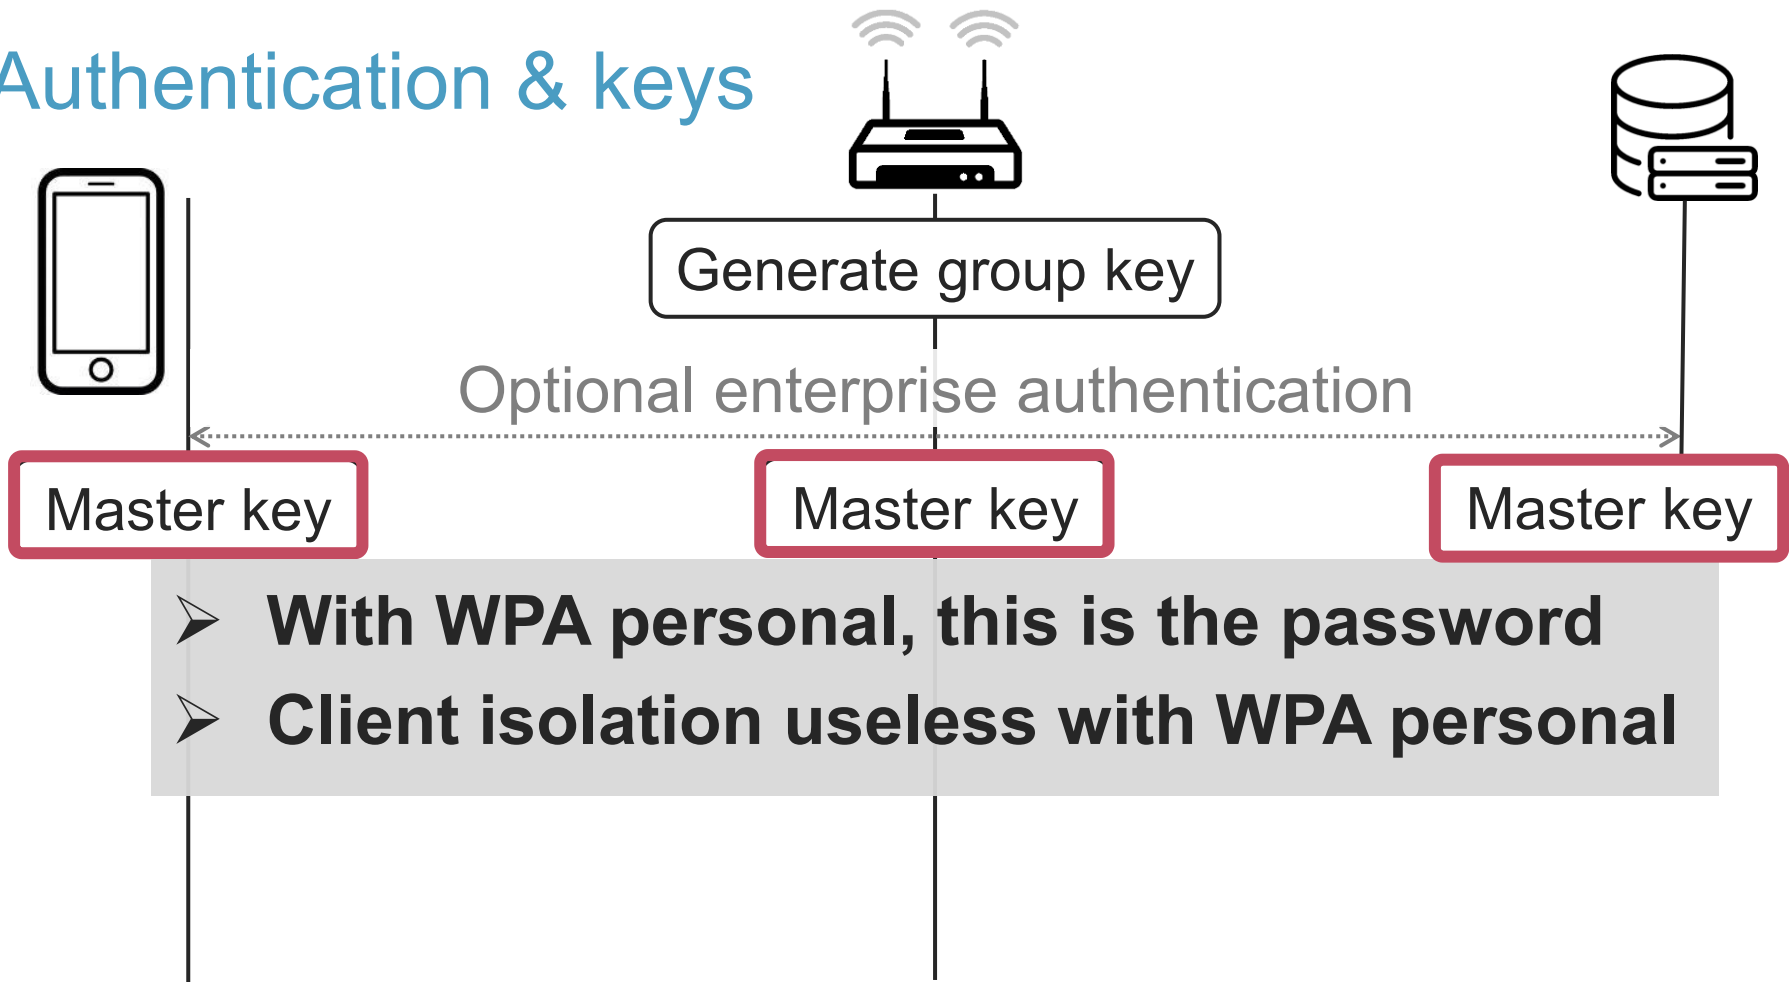 Authentication & keys
Generate group key
Optional enterprise authentication
Master key
Master key
Master key
With WPA personal, this is the password
Client isolation useless with WPA personal